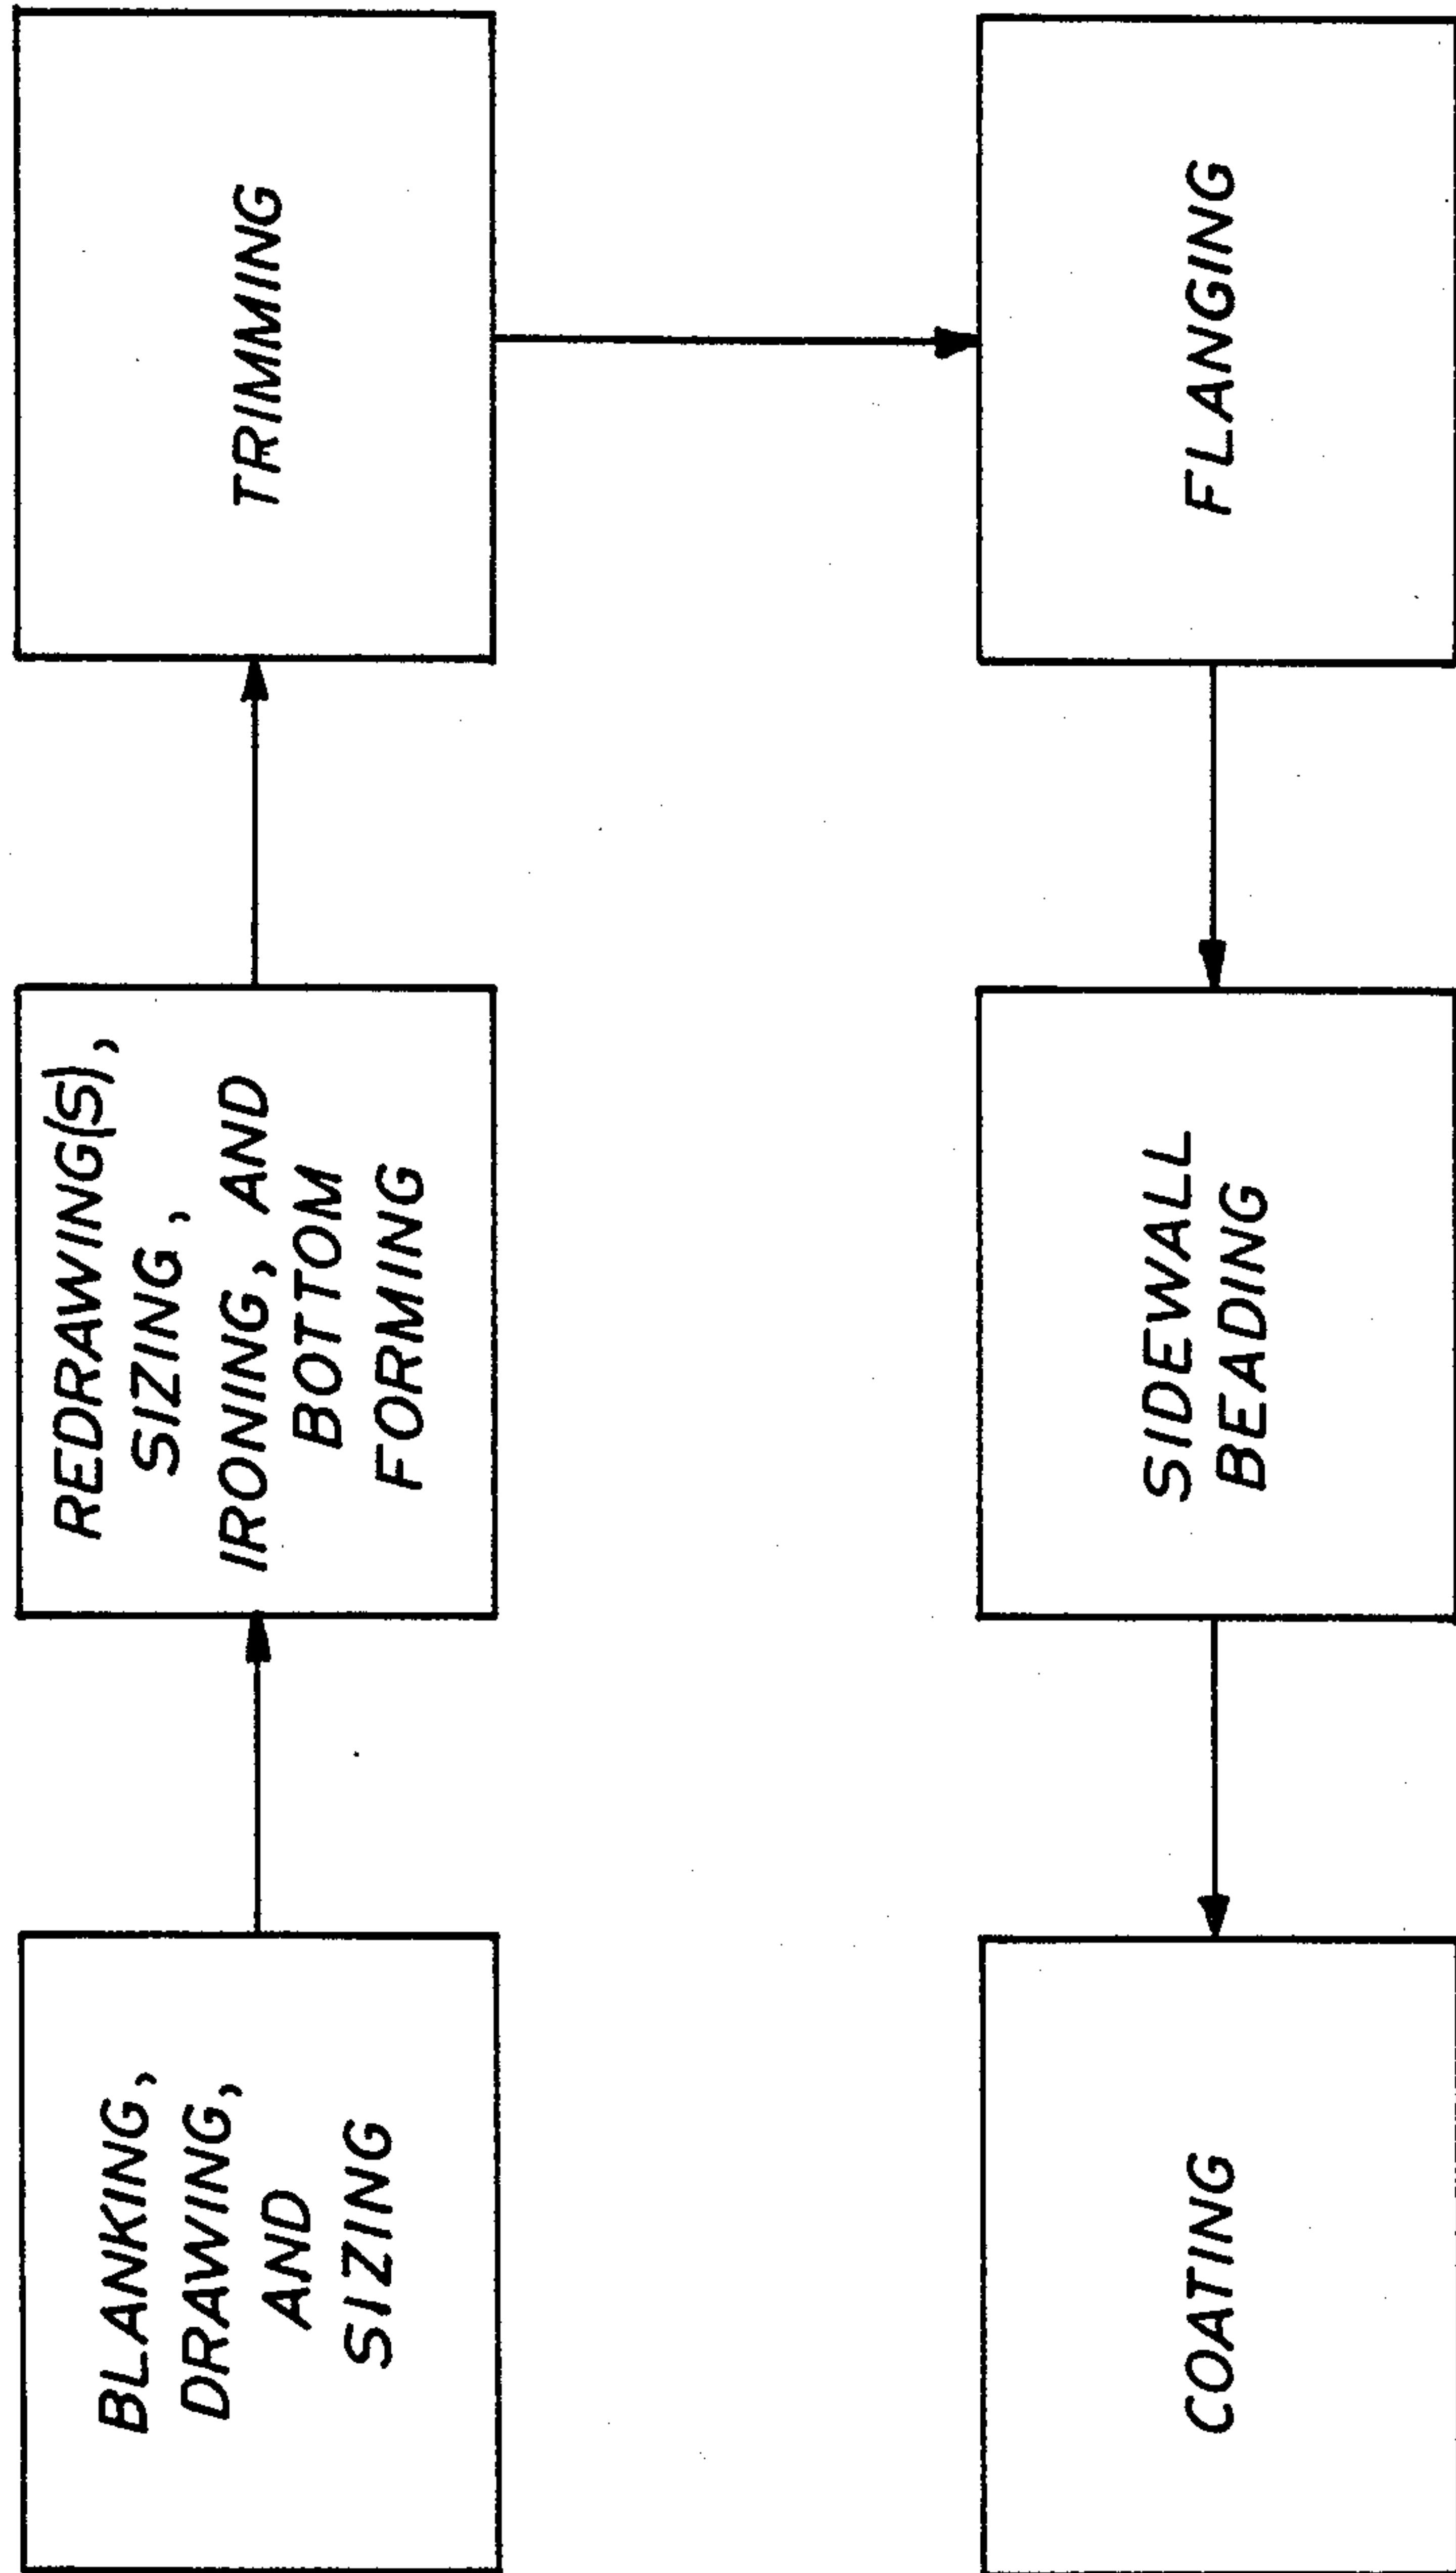 BLANKING,
DRAWING,
AND
SIZING
REDRAWING(S),
SIZING,
IRONING, AND
BOTTOM
FORMING
TRIMMING
FLANGING
SIDEWALL
BEADING
COATING